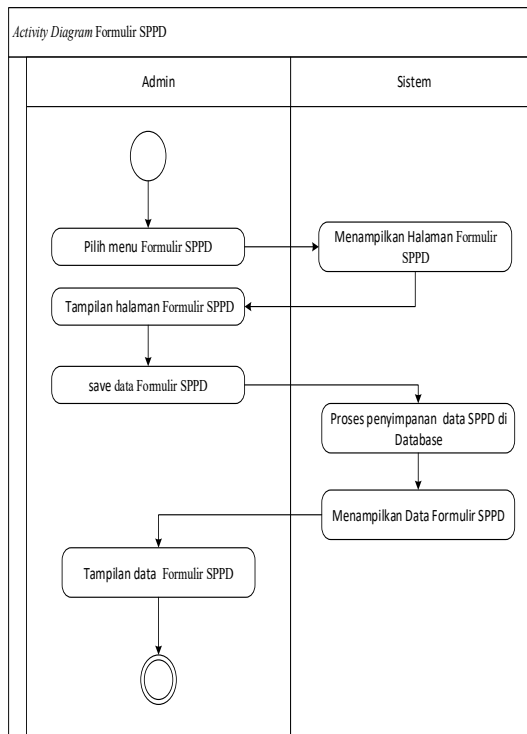 Activity Diagram Formulir SPPD
Admin
Sistem
Pilih menu Formulir SPPD
Menampilkan Halaman Formulir
SPPD
Tampilan halaman Formulir SPPD
save data Formulir SPPD
Proses penyimpanan data SPPD di
Database
Menampilkan Data Formulir SPPD
Tampilan data Formulir SPPD